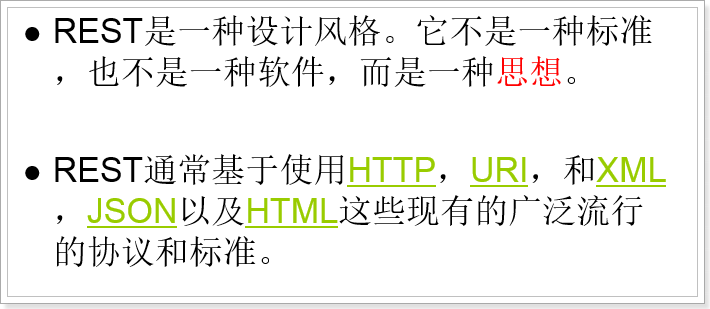 ● REST是一种设计风格。它不是一种标准
，也不是一种软件，而是一种思想。
● REST通常基于使用HTTP，URI，和XML
，JSON以及HTML这些现有的广泛流行
的协议和标准。